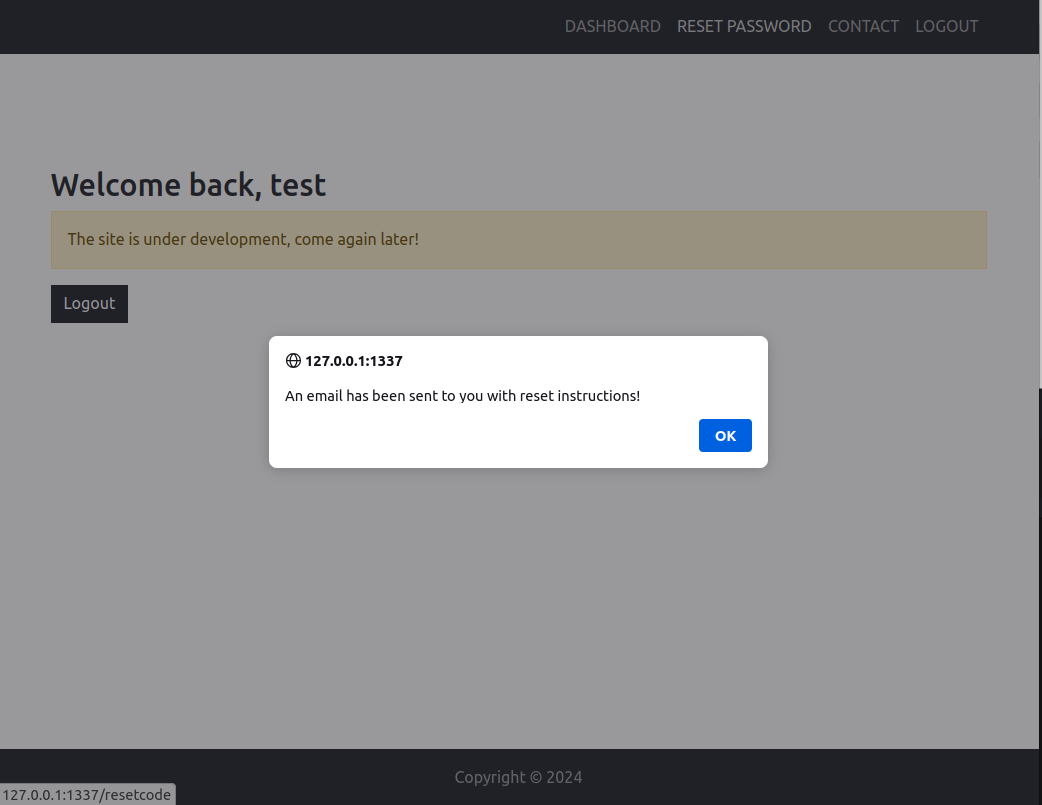 DASHBOARD RESET PASSWORD CONTACT LOGOUT
Welcome back, test
The site is under development, come again later!
Logout
127.0.0.1:1337
An email has been sent to you with reset instructions!
OK
Copyright © 2024
127.0.0.1:1337/resetcode